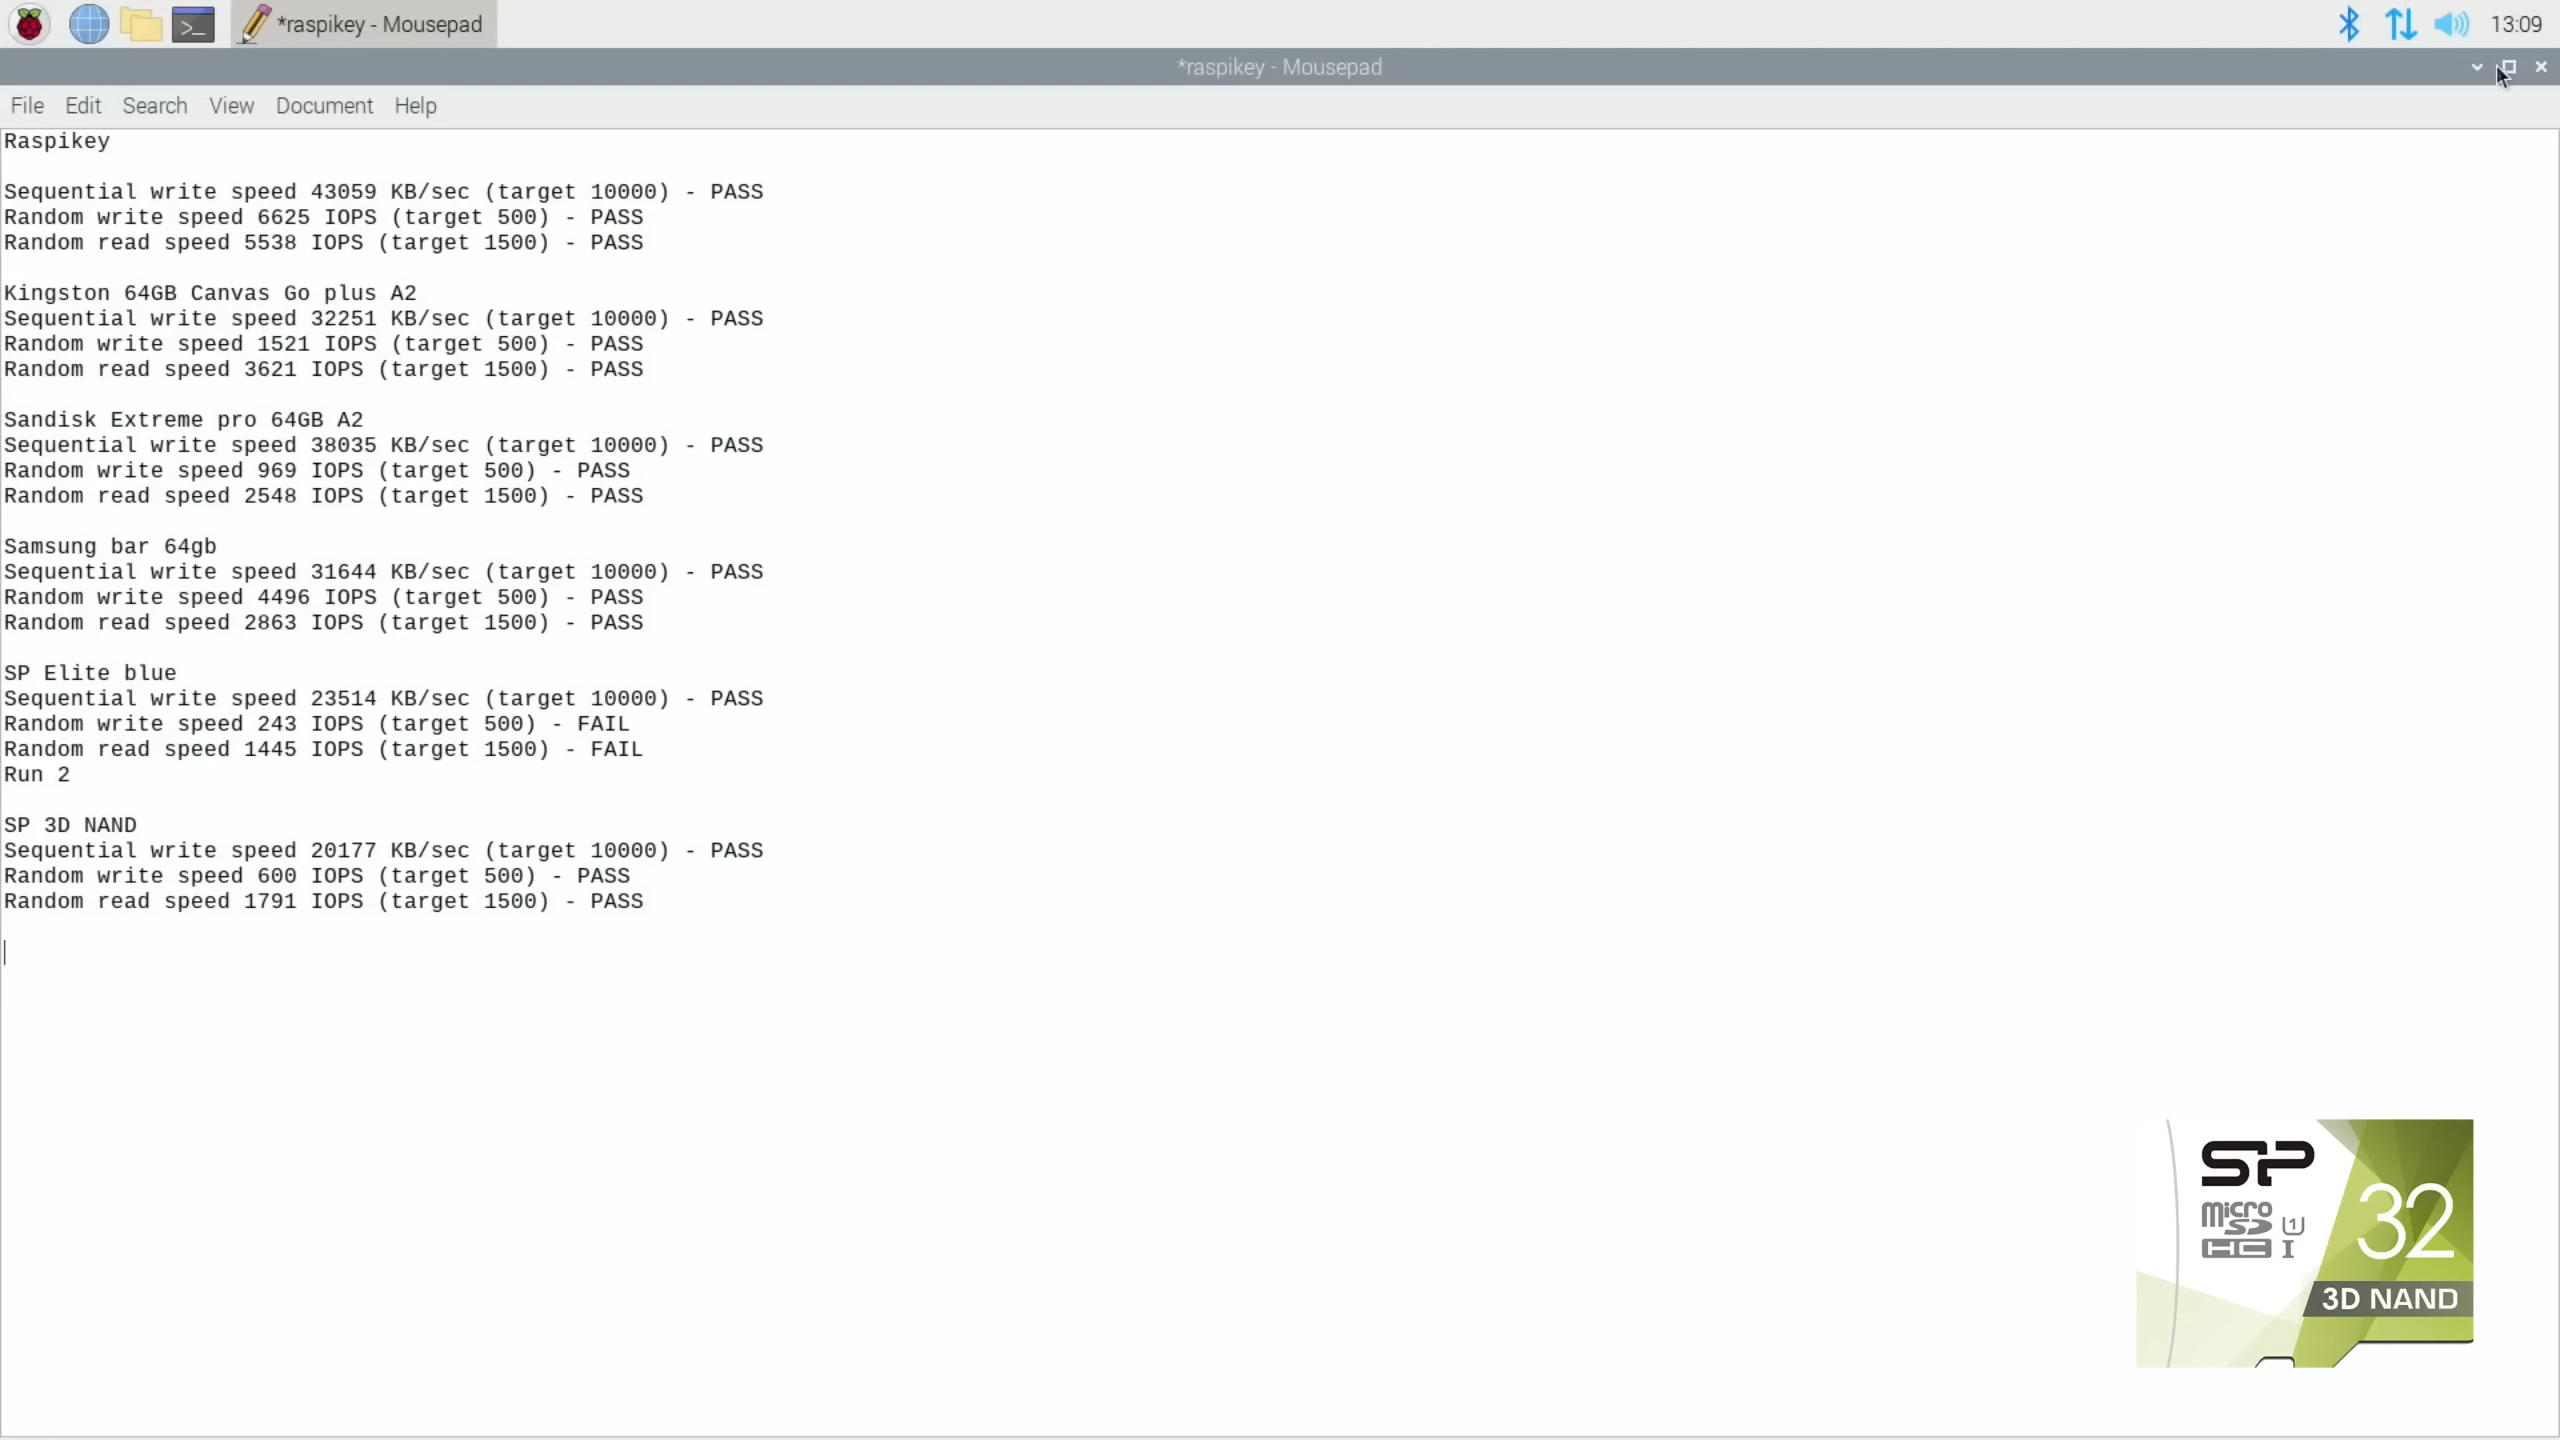 *raspikey - Mousepad
13:09
*raspikey - Mousepad
File Edit Search View Document Help
Raspikey
Sequential write speed 43059 KB/sec (target 10000) - PASS
Random write speed 6625 IOPS (target 500) - PASS
Random read speed 5538 IOPS (target 1500) - PASS
Kingston 64GB Canvas Go plus A2
Sequential write speed 32251 KB/sec (target 10000) - PASS
Random write speed 1521 IOPS (target 500) - PASS
Random read speed 3621 IOPS (target 1500) - PASS
Sandisk Extreme pro 64GB A2
Sequential write speed 38035 KB/sec (target 10000) - PASS
Random write speed 969 IOPS (target 500) - PASS
Random read speed 2548 IOPS (target 1500) - PASS
Samsung bar 64gb
Sequential write speed 31644 KB/sec (target 10000) - PASS
Random write speed 4496 IOPS (target 500) - PASS
Random read speed 2863 IOPS (target 1500) - PASS
SP Elite blue
Sequential write speed 23514 KB/sec (target 10000) - PASS
Random write speed 243 IOPS (target 500) - FAIL
Random read speed 1445 IOPS (target 1500) - FAIL
Run 2
SP 3D NAND
Sequential write speed 20177 KB/sec (target 10000) - PASS
Random write speed 600 IOPS (target 500) - PASS
Random read speed 1791 IOPS (target 1500) - PASS
SP
micro SD HC I 1
32
3D NAND